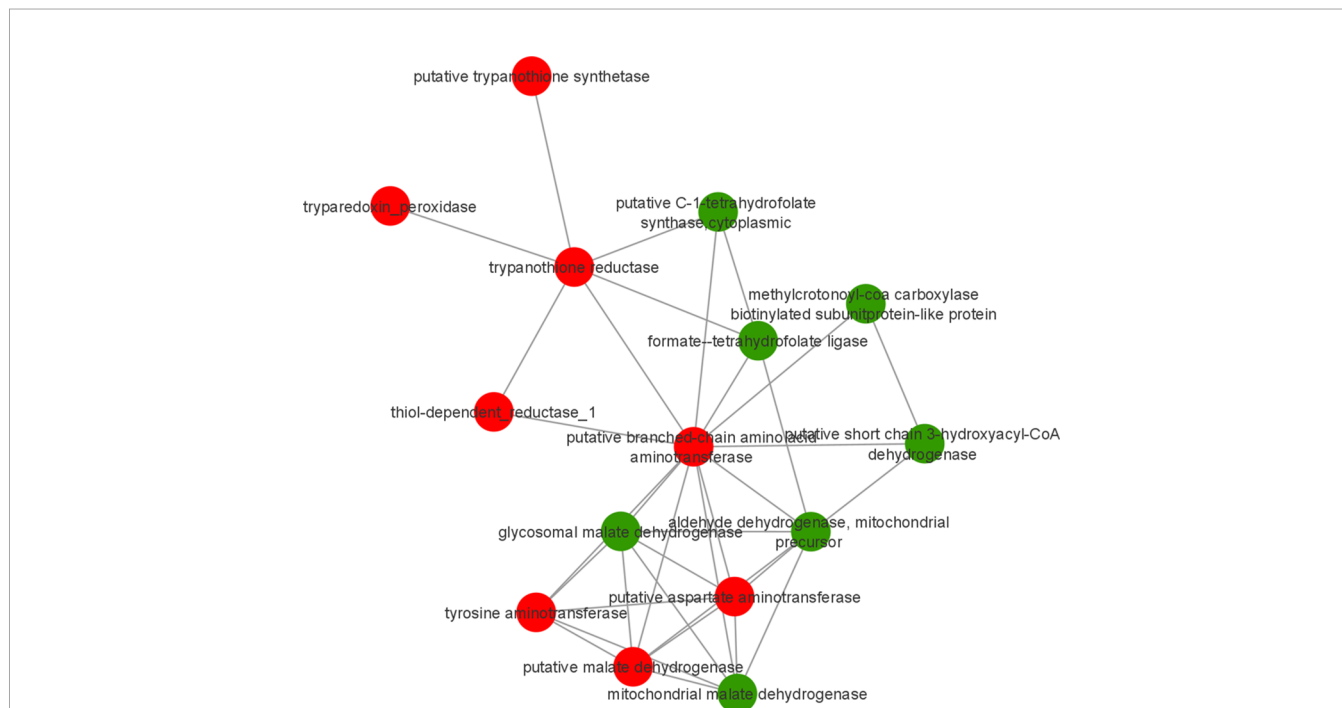 putative trypanothione synthetase
tryparedoxin_peroxidase
putative C-1-tetrahydrofolate
synthase,cytoplasmic
trypanothione reductase
methylcrotonoyl-coa carboxylase
biotinylated subunitprotein-like protein
formate--tetrahydrofolate ligase
thiol-dependent_reductase_1
putative branched-chain amino acid
aminotransferase
putative short chain 3-hydroxyacyl-CoA
dehydrogenase
glycosomal malate dehydrogenase
aldehyde dehydrogenase, mitochondrial
precursor
putative aspartate aminotransferase
tyrosine aminotransferase
putative malate dehydrogenase
mitochondrial malate dehydrogenase